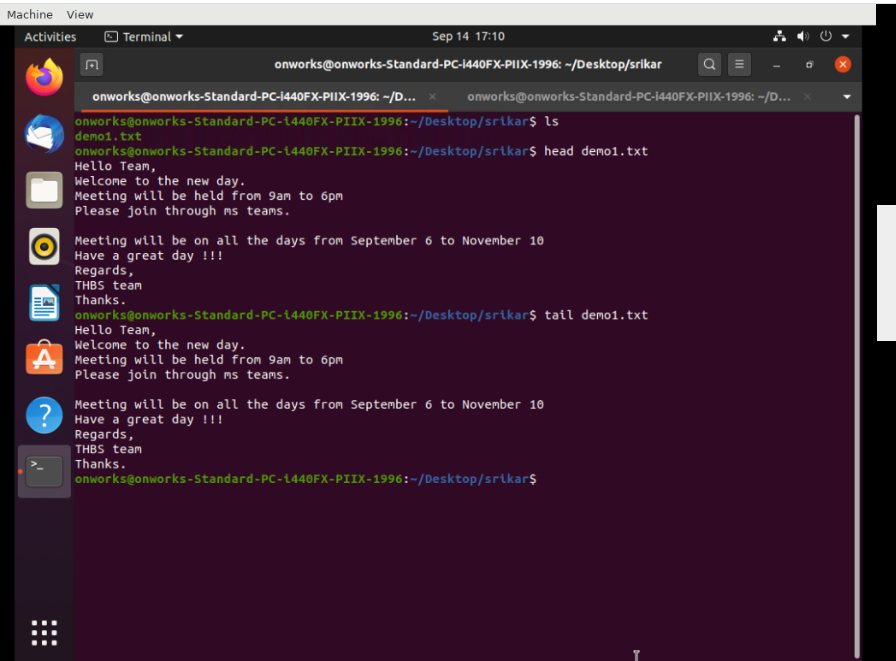 Machine View
Activities Terminal Sep 14 17:10
onworks@onworks-Standard-PC-i440FX-PIIX-1996: ~/Desktop/srikar
onworks@onworks-Standard-PC-i440FX-PIIX-1996: ~/D... × onworks@onworks-Standard-PC-i440FX-PIIX-1996: ~/D... ×
onworks@onworks-Standard-PC-i440FX-PIIX-1996:~/Desktop/srikar$ ls
demo1.txt
onworks@onworks-Standard-PC-i440FX-PIIX-1996:~/Desktop/srikar$ head demo1.txt
Hello Team,
Welcome to the new day.
Meeting will be held from 9am to 6pm
Please join through ms teams.

Meeting will be on all the days from September 6 to November 10
Have a great day !!!
Regards,
THBS team
Thanks.
onworks@onworks-Standard-PC-i440FX-PIIX-1996:~/Desktop/srikar$ tail demo1.txt
Hello Team,
Welcome to the new day.
Meeting will be held from 9am to 6pm
Please join through ms teams.

Meeting will be on all the days from September 6 to November 10
Have a great day !!!
Regards,
THBS team
Thanks.
onworks@onworks-Standard-PC-i440FX-PIIX-1996:~/Desktop/srikar$